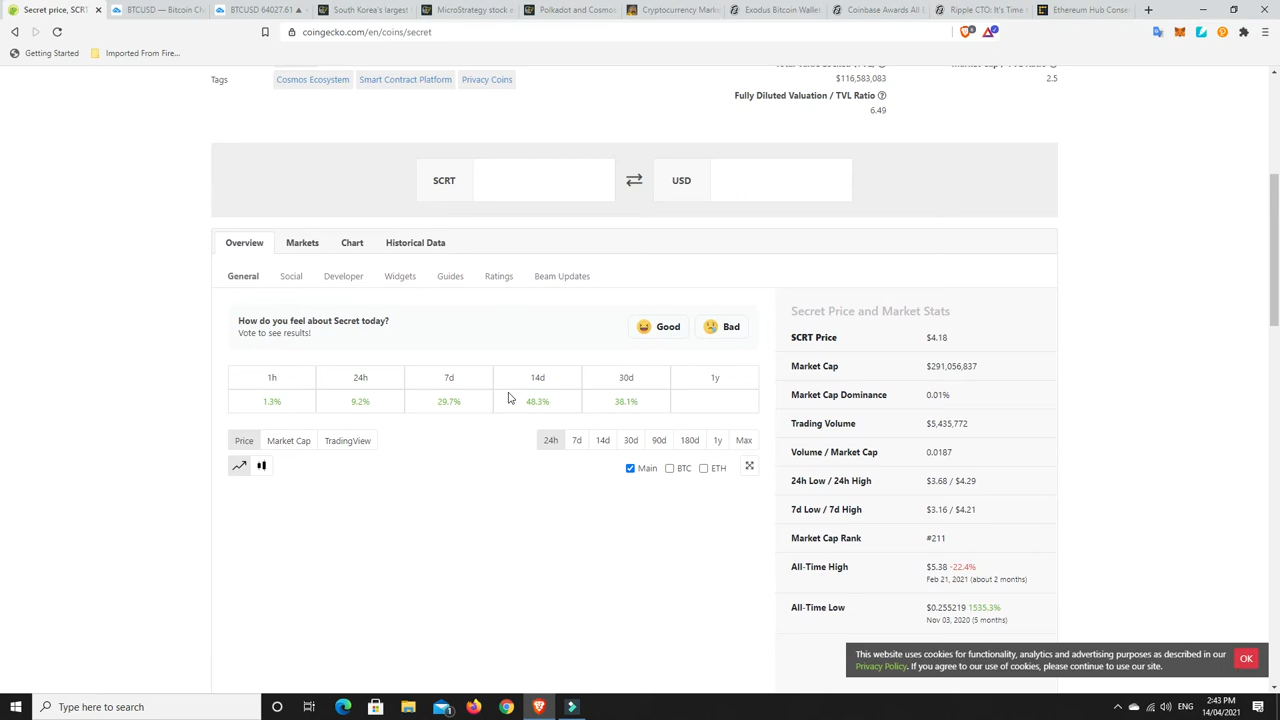 Secret price, SCRT
BTCUSD — Bitcoin Ch
BTCUSD 64027.61
South Korea's largest
MicroStrategy stock e
Polkadot and Cosmos
Cryptocurrency Marke
Exodus Bitcoin Wallet
Coinbase Awards All
Ripple CTO: It's Time
Ethereum Hub Conse
coingecko.com/en/coins/secret
Getting Started
Imported From Fire...
Tags
Cosmos Ecosystem
Smart Contract Platform
Privacy Coins
$116,583,083
2.5
Fully Diluted Valuation / TVL Ratio
6.49
SCRT
USD
Overview
Markets
Chart
Historical Data
General
Social
Developer
Widgets
Guides
Ratings
Beam Updates
How do you feel about Secret today?
Vote to see results!
Good
Bad
1h 24h 7d 14d 30d 1y
1.3% 9.2% 29.7% 48.3% 38.1%
Price
Market Cap
TradingView
24h 7d 14d 30d 90d 180d 1y Max
Main BTC ETH
Secret Price and Market Stats
SCRT Price $4.18
Market Cap $291,056,837
Market Cap Dominance 0.01%
Trading Volume $5,435,772
Volume / Market Cap 0.0187
24h Low / 24h High $3.68 / $4.29
7d Low / 7d High $3.16 / $4.21
Market Cap Rank #211
All-Time High $5.38 -22.4%
Feb 21, 2021 (about 2 months)
All-Time Low $0.255219 1535.3%
Nov 03, 2020 (5 months)
This website uses cookies for functionality, analytics and advertising purposes as described in our
Privacy Policy. If you agree to our use of cookies, please continue to use our site.
OK
Type here to search
ENG
2:43 PM
14/04/2021